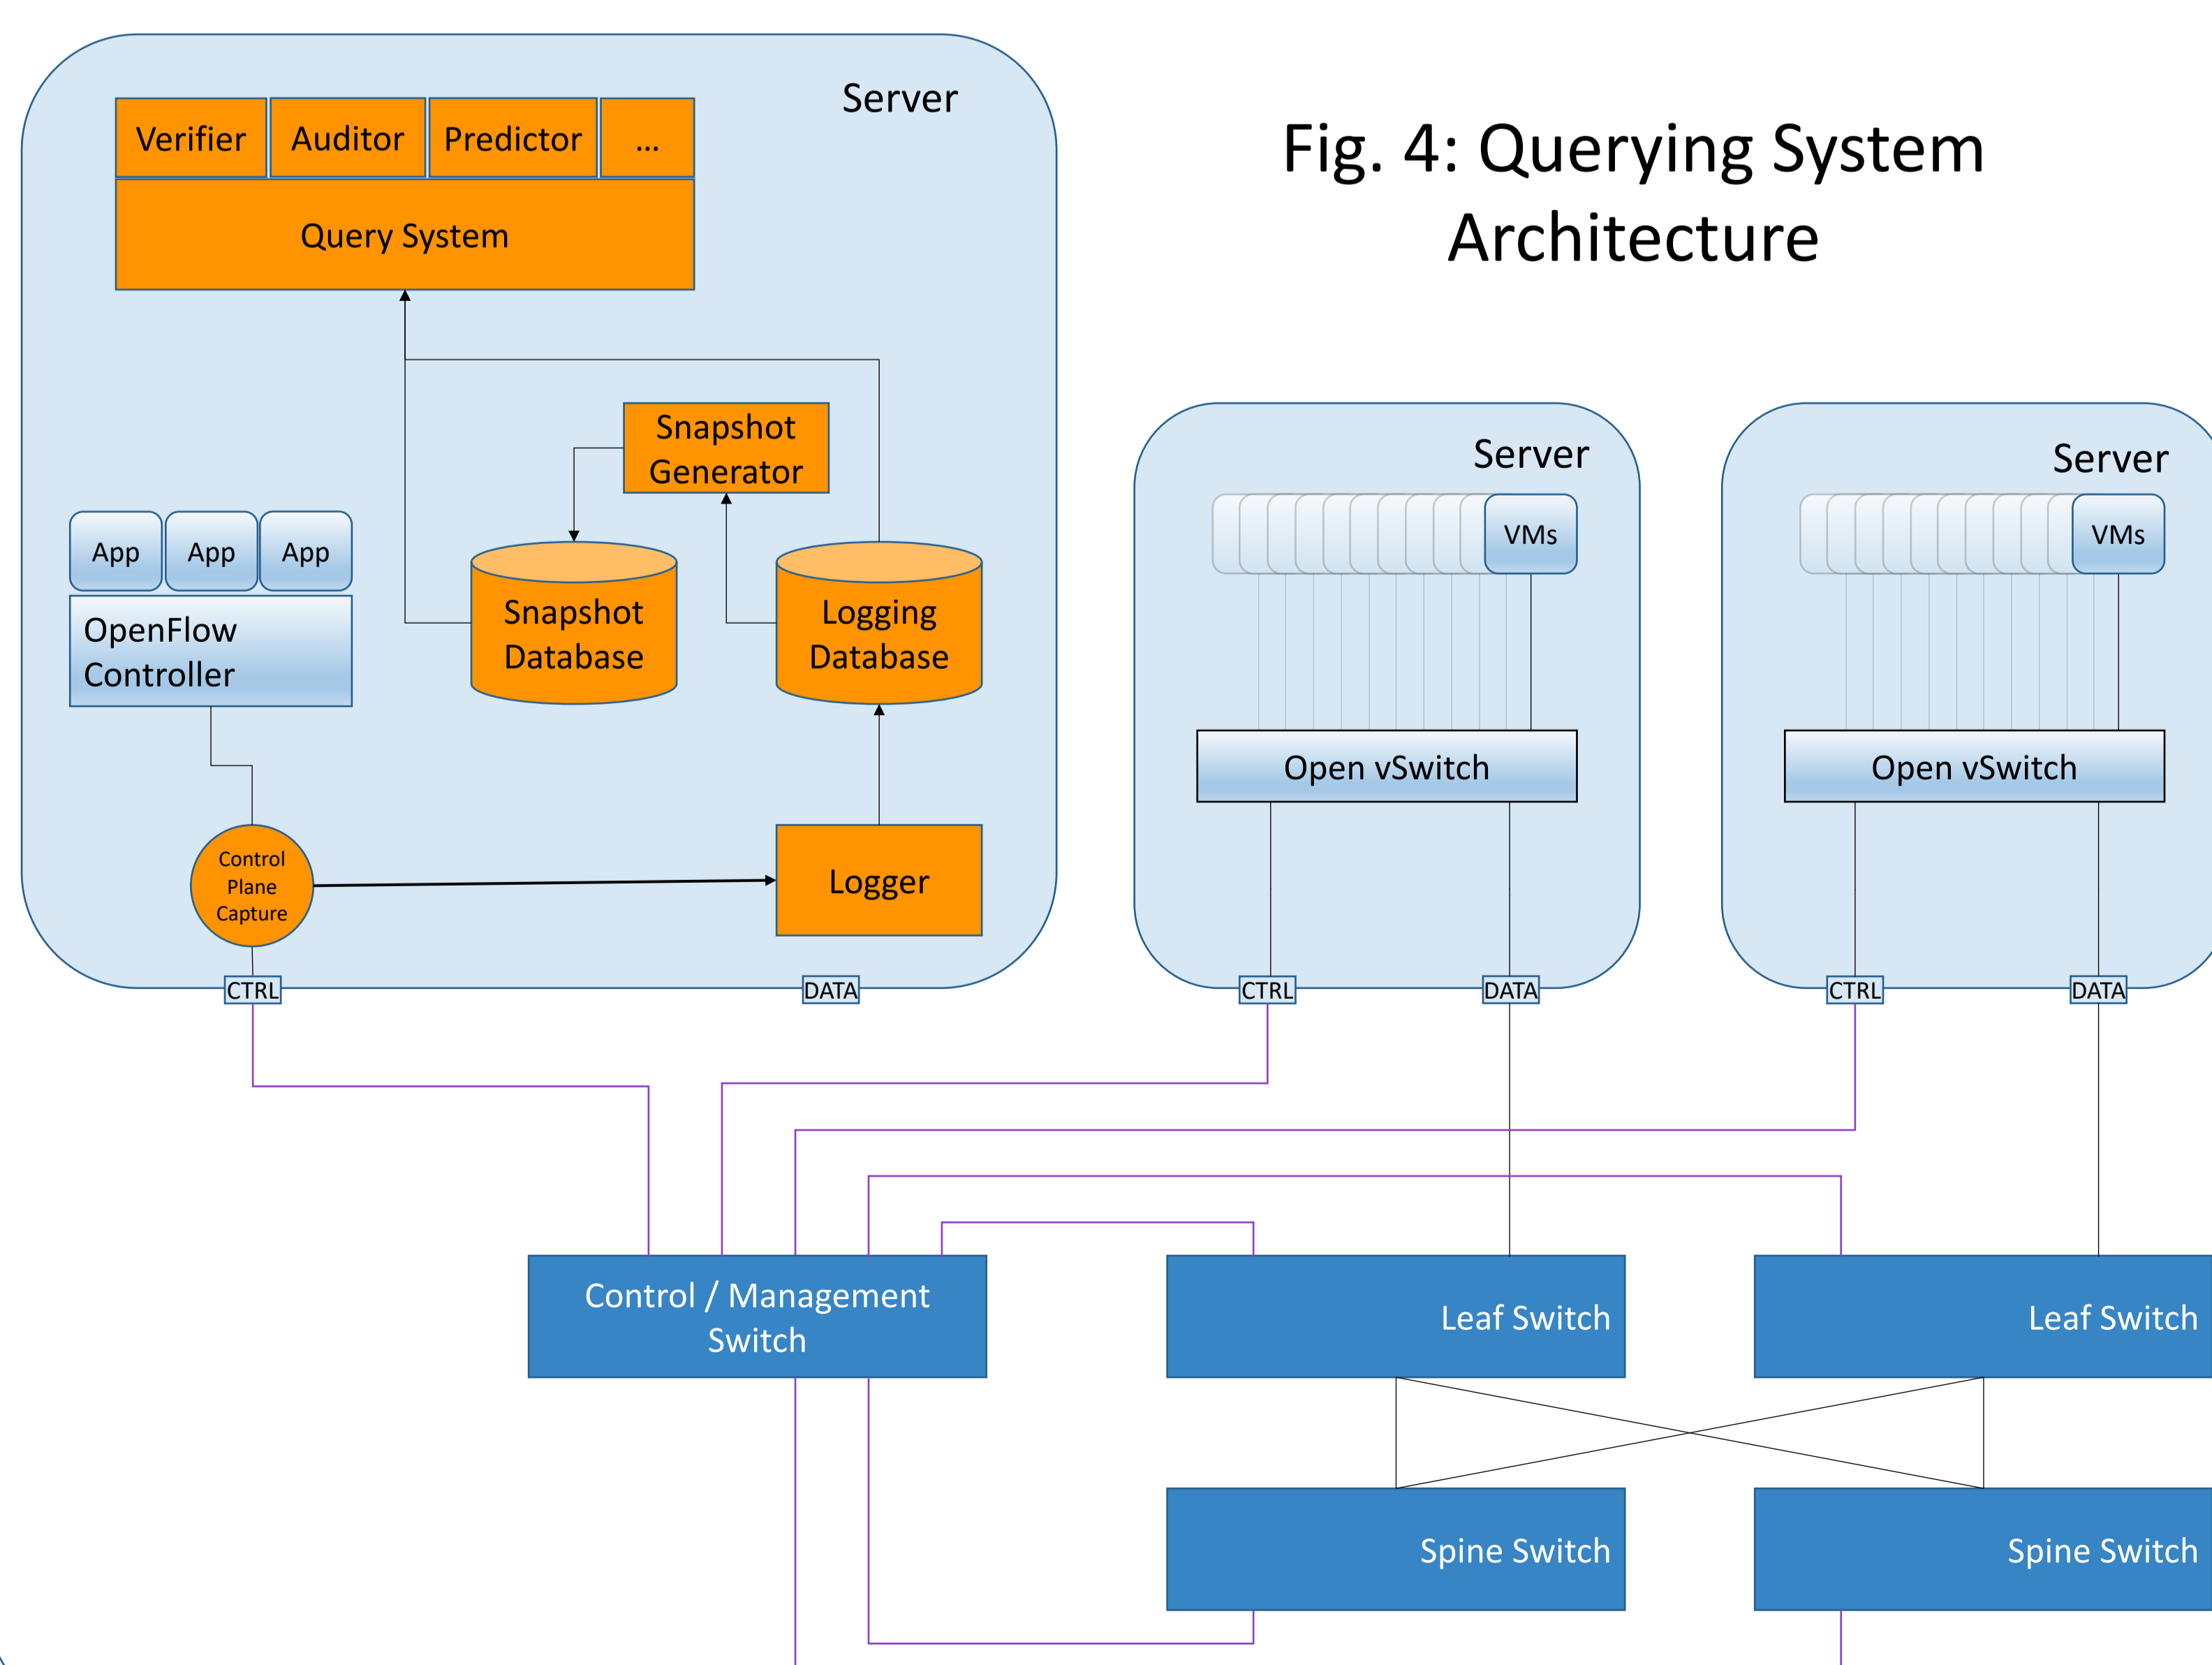 Fig. 4: Querying System
Architecture
Server
Verifier
Auditor
Predictor
...
Query System
Snapshot
Generator
App
App
App
OpenFlow
Controller
Snapshot
Database
Logging
Database
Control
Plane
Capture
Logger
CTRL
DATA
Server
VMs
Open vSwitch
CTRL
DATA
Server
VMs
Open vSwitch
CTRL
DATA
Control / Management
Switch
Leaf Switch
Leaf Switch
Spine Switch
Spine Switch